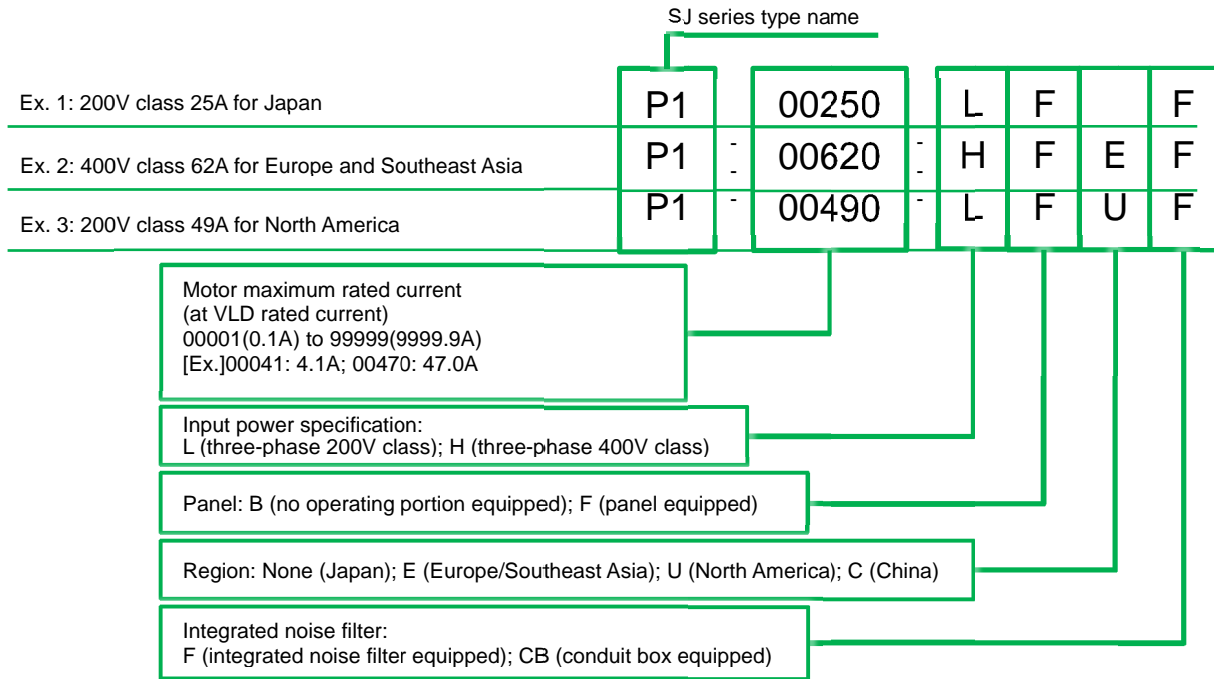 SJ series type name
Ex. 1: 200V class 25A for Japan P1 00250 L F F
Ex. 2: 400V class 62A for Europe and Southeast Asia P1 - 00620 - H F E F
Ex. 3: 200V class 49A for North America P1 - 00490 - L F U F
Motor maximum rated current
(at VLD rated current)
00001(0.1A) to 99999(9999.9A)
[Ex.]00041: 4.1A; 00470: 47.0A
Input power specification:
L (three-phase 200V class); H (three-phase 400V class)
Panel: B (no operating portion equipped); F (panel equipped)
Region: None (Japan); E (Europe/Southeast Asia); U (North America); C (China)
Integrated noise filter:
F (integrated noise filter equipped); CB (conduit box equipped)